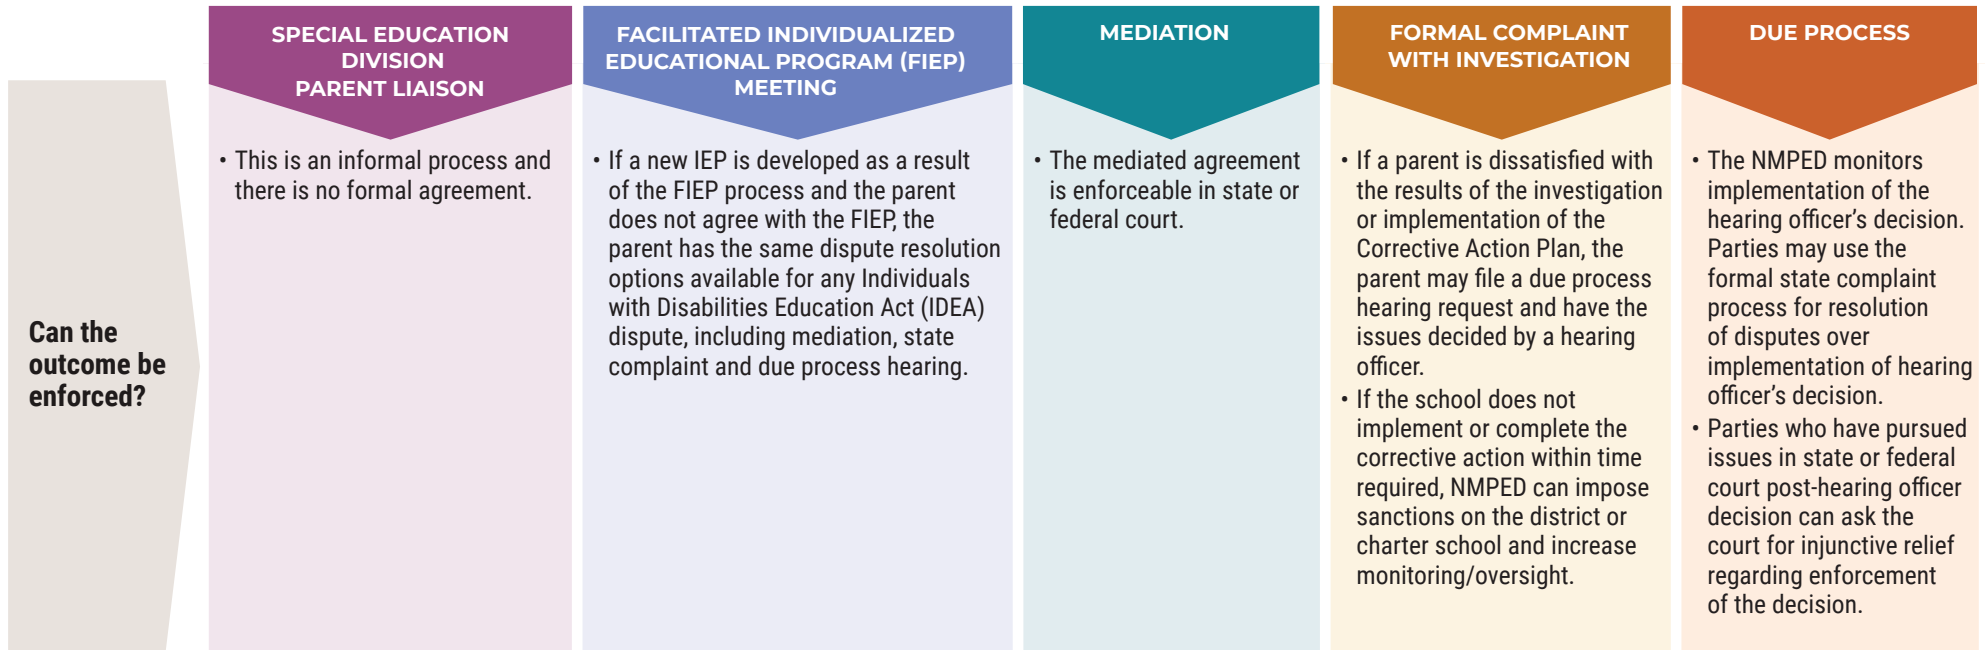 SPECIAL EDUCATION
DIVISION
PARENT LIAISON
FACILITATED INDIVIDUALIZED
EDUCATIONAL PROGRAM (FIEP)
MEETING
MEDIATION
FORMAL COMPLAINT
WITH INVESTIGATION
DUE PROCESS
Can the
outcome be
enforced?
• This is an informal process and
there is no formal agreement.
• If a new IEP is developed as a result
of the FIEP process and the parent
does not agree with the FIEP, the
parent has the same dispute resolution
options available for any Individuals
with Disabilities Education Act (IDEA)
dispute, including mediation, state
complaint and due process hearing.
• The mediated agreement
is enforceable in state or
federal court.
• If a parent is dissatisfied with
the results of the investigation
or implementation of the
Corrective Action Plan, the
parent may file a due process
hearing request and have the
issues decided by a hearing
officer.
• If the school does not
implement or complete the
corrective action within time
required, NMPED can impose
sanctions on the district or
charter school and increase
monitoring/oversight.
• The NMPED monitors
implementation of the
hearing officer’s decision.
Parties may use the
formal state complaint
process for resolution
of disputes over
implementation of hearing
officer’s decision.
• Parties who have pursued
issues in state or federal
court post-hearing officer
decision can ask the
court for injunctive relief
regarding enforcement
of the decision.